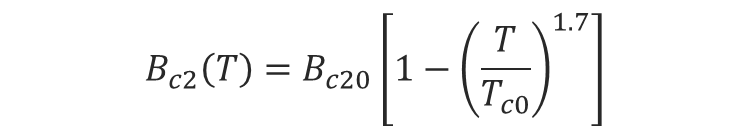 B_{c2}(T) = B_{c20} [1 − (T/T_{c0})^{1.7}]